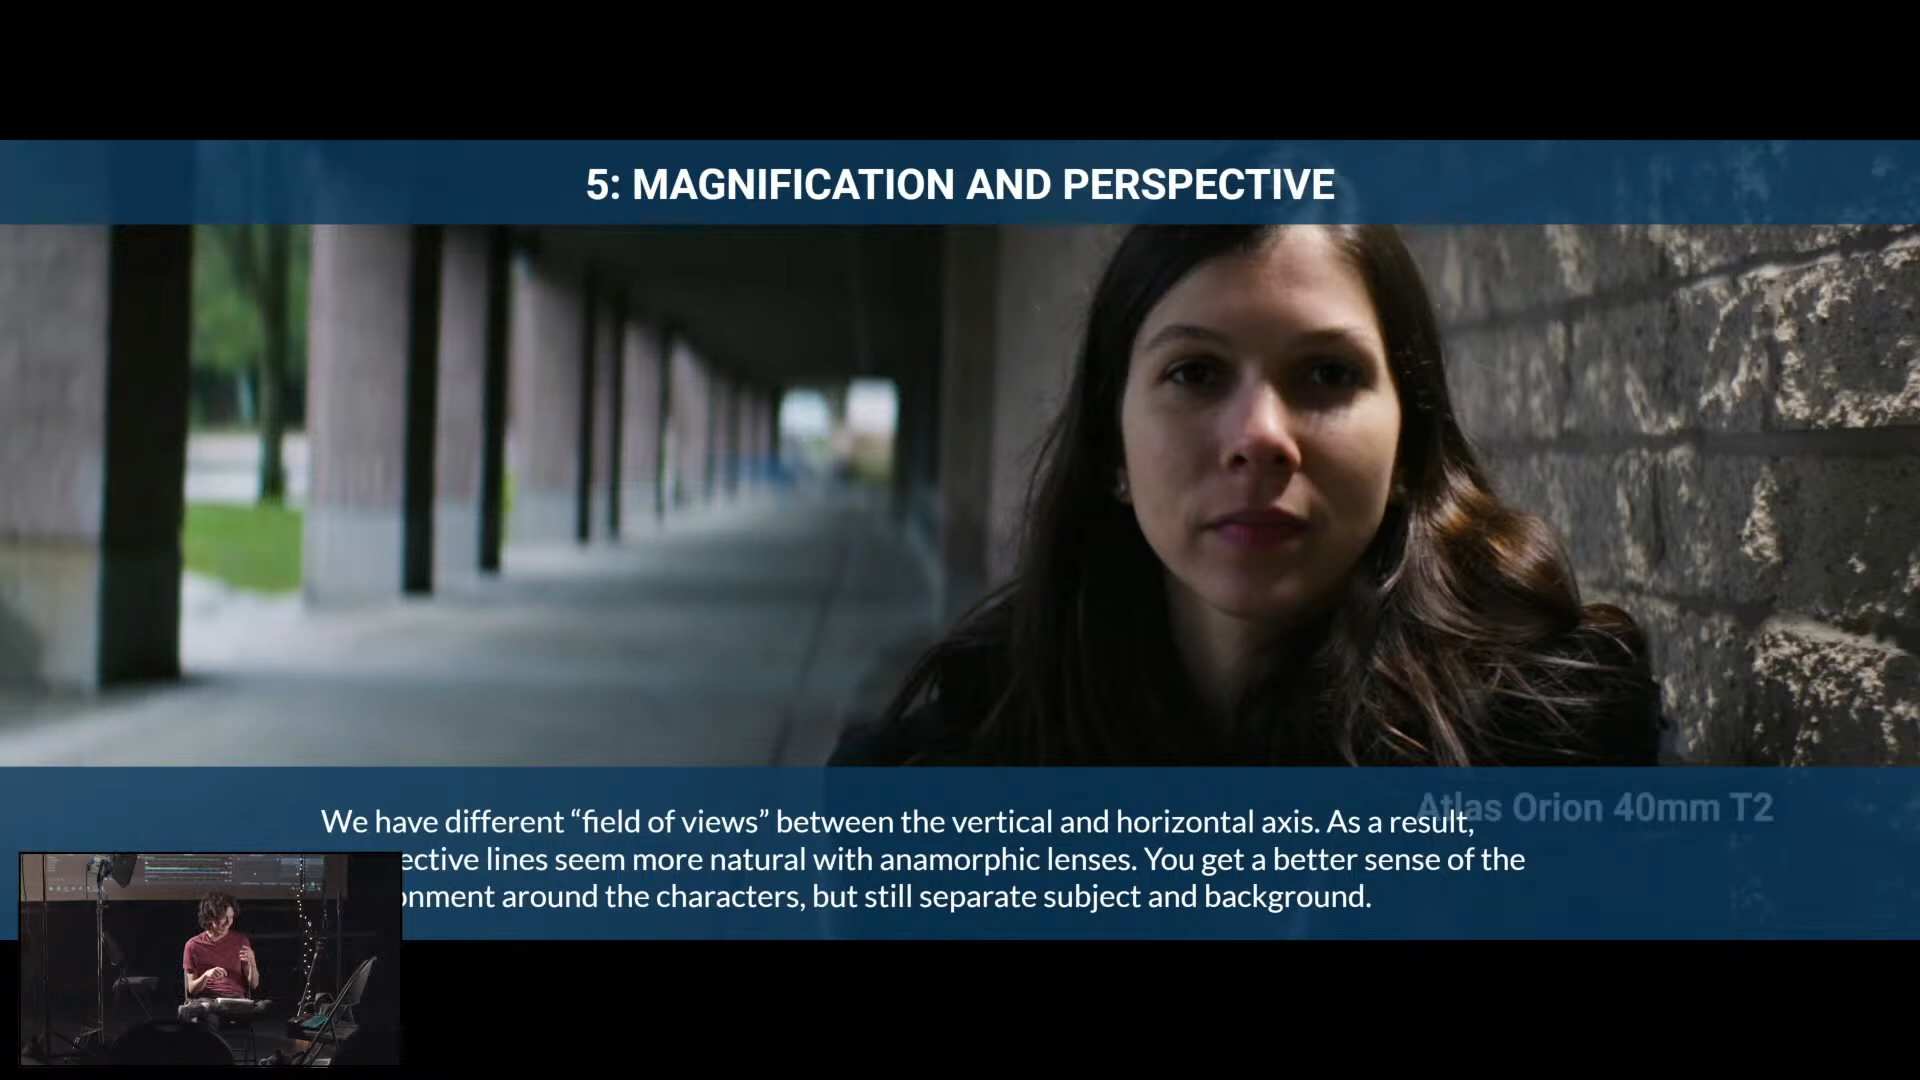 5: MAGNIFICATION AND PERSPECTIVE
Atlas Orion 40mm T2
We have different “field of views” between the vertical and horizontal axis. As a result,
ective lines seem more natural with anamorphic lenses. You get a better sense of the
onment around the characters, but still separate subject and background.